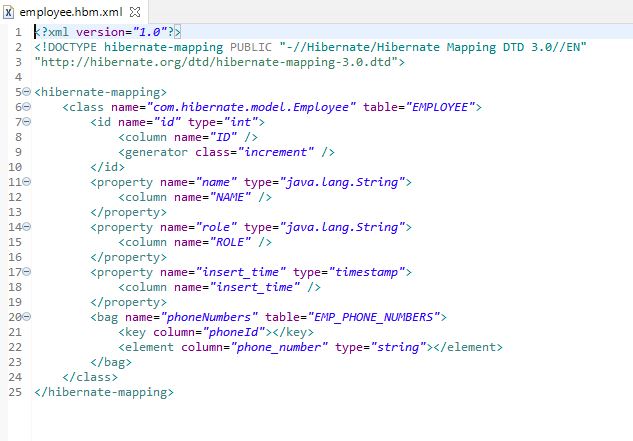 employee.hbm.xml
1 <?xml version="1.0"?>
2 <!DOCTYPE hibernate-mapping PUBLIC "-//Hibernate/Hibernate Mapping DTD 3.0//EN"
3 "http://hibernate.org/dtd/hibernate-mapping-3.0.dtd">
4
5 <hibernate-mapping>
6     <class name="com.hibernate.model.Employee" table="EMPLOYEE">
7         <id name="id" type="int">
8             <column name="ID" />
9             <generator class="increment" />
10         </id>
11         <property name="name" type="java.lang.String">
12             <column name="NAME" />
13         </property>
14         <property name="role" type="java.lang.String">
15             <column name="ROLE" />
16         </property>
17         <property name="insert_time" type="timestamp">
18             <column name="insert_time" />
19         </property>
20         <bag name="phoneNumbers" table="EMP_PHONE_NUMBERS">
21             <key column="phoneId"></key>
22             <element column="phone_number" type="string"></element>
23         </bag>
24     </class>
25 </hibernate-mapping>